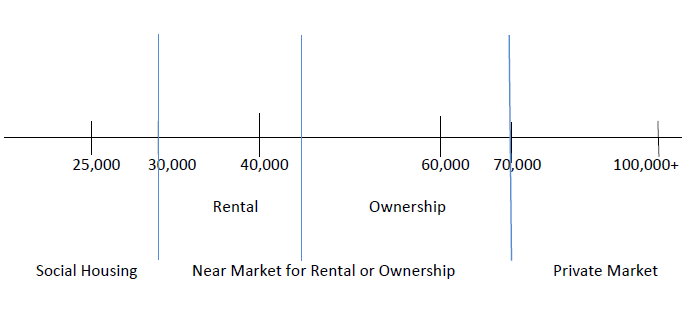 25,000 30,000 40,000 60,000 70,000 100,000+
Rental Ownership
Social Housing Near Market for Rental or Ownership Private Market